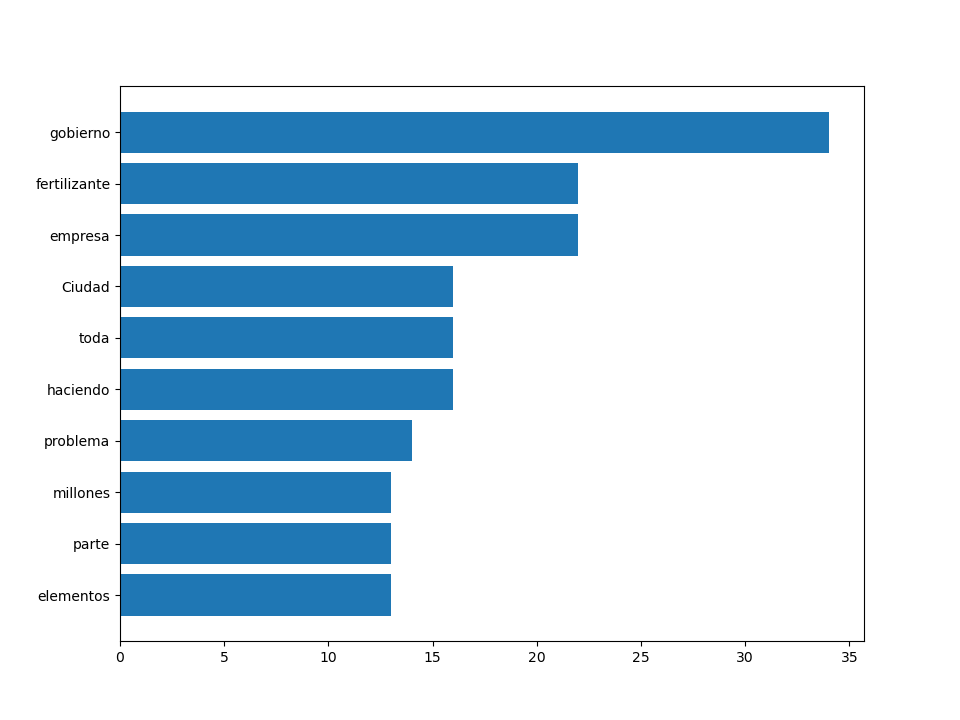 gobierno
fertilizante
empresa
Ciudad
toda
haciendo
problema
millones
parte
elementos
0 5 10 15 20 25 30 35